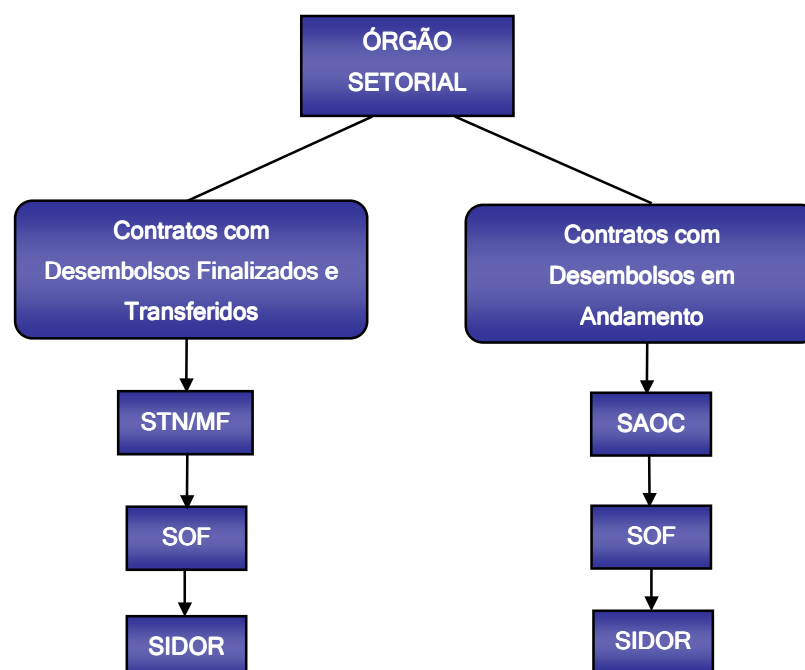 ÓRGÃO
SETORIAL
Contratos com
Desembolsos Finalizados e
Transferidos
Contratos com
Desembolsos em
Andamento
STN/MF
SAOC
SOF
SOF
SIDOR
SIDOR